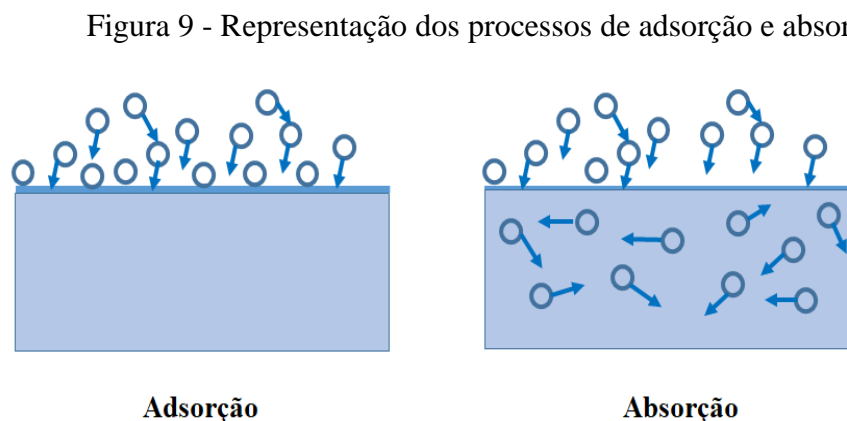 Figura 9 - Representação dos processos de adsorção e absor
Adsorção
Absorção